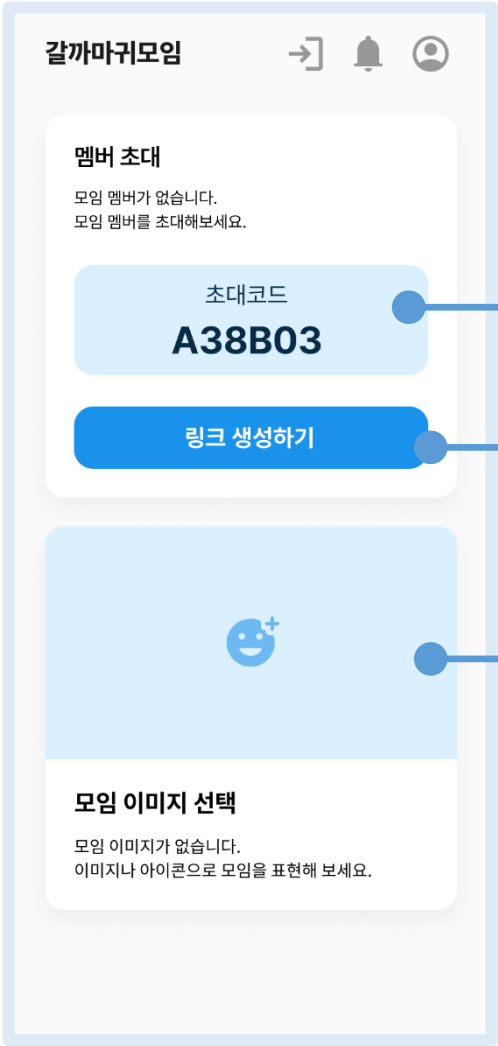 갈까마귀모임
멤버 초대
모임 멤버가 없습니다.
모임 멤버를 초대해보세요.
초대코드
A38B03
링크 생성하기
모임 이미지 선택
모임 이미지가 없습니다.
이미지나 아이콘으로 모임을 표현해 보세요.